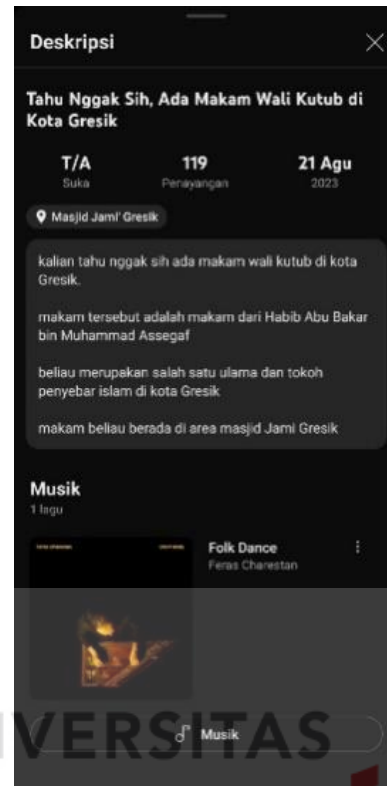 Deskripsi
Tahu Nggak Sih, Ada Makam Wali Kutub di
Kota Gresik
T/A 119 21 Agu
Suka Penayangan 2023
Masjid Jami' Gresik
kalian tahu nggak sih ada makam wali kutub di kota
Gresik.
makam tersebut adalah makam dari Habib Abu Bakar
bin Muhammad Assegaf
beliau merupakan salah satu ulama dan tokoh
penyebar islam di kota Gresik
makam beliau berada di area masjid Jami Gresik
Musik
1 lagu
Folk Dance
Feras Charestan
Musik
VERSITAS